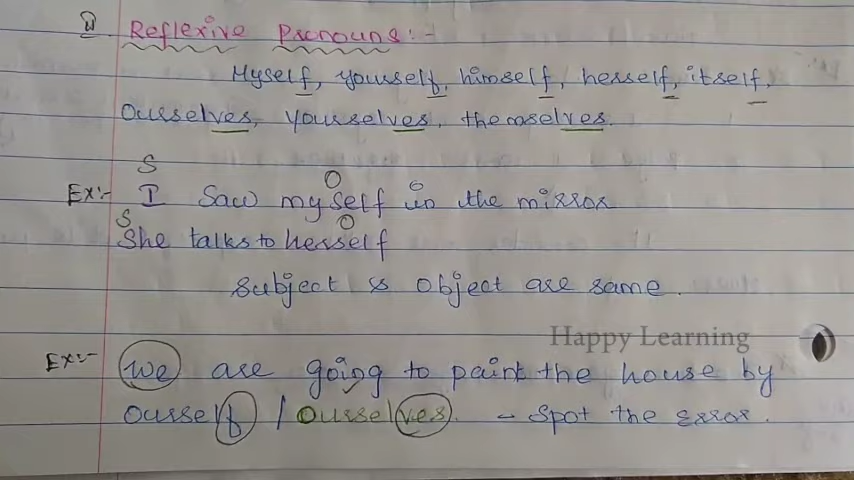 Reflexive Pronouns:-
Myself, yourself, himself, herself, itself,
Ourselves, yourselves, themselves.
S O O
Ex:- I saw myself in the mirror
S O
She talks to herself
Subject & object are same.
Happy Learning
Ex:- We are going to paint the house by
ourself / ourselves. - Spot the Error.